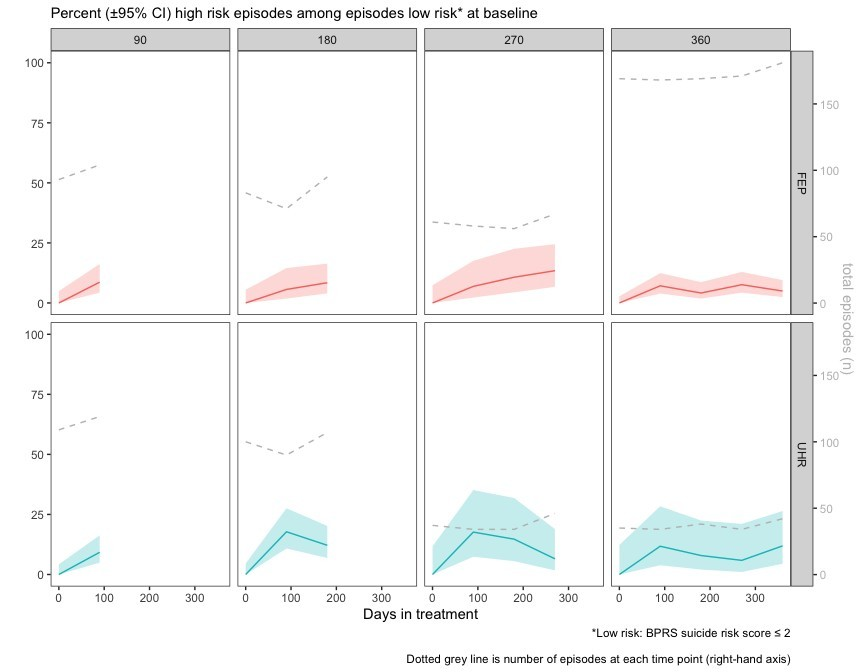 Percent (±95% CI) high risk episodes among episodes low risk* at baseline
90 180 270 360
100
75
50
25
0
FEP
150
100
50
0
100
75
50
25
0
UHR
150
100
50
0
total episodes (n)
0 100 200 300 0 100 200 300 0 100 200 300 0 100 200 300
Days in treatment
*Low risk: BPRS suicide risk score ≤ 2
Dotted grey line is number of episodes at each time point (right-hand axis)